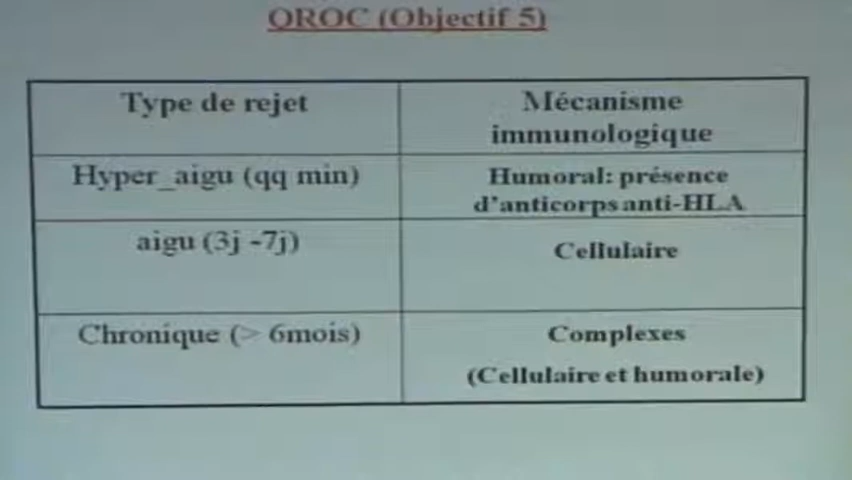 QROC (Objectif 5)
Type de rejet
Mécanisme
immunologique
Hyper_aigu (qq min)
Humoral: présence
d'anticorps anti-HLA
aigu (3j -7j)
Cellulaire
Chronique (> 6mois)
Complexes
(Cellulaire et humorale)